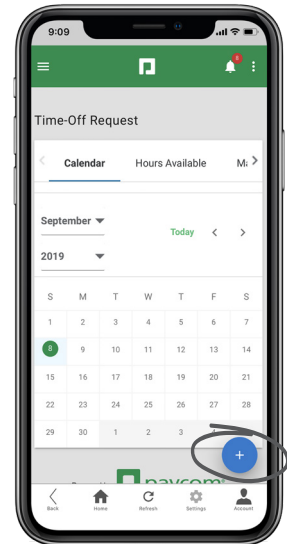 9:09
8
Time-Off Request
Calendar Hours Available
September
Today
2019
S M T W T F S
1 2 3 4 5 6 7
8 9 10 11 12 13 14
15 16 17 18 19 20 21
22 23 24 25 26 27 28
29 30 1 2 3 4
+
paycom
Back Home Refresh Settings Account